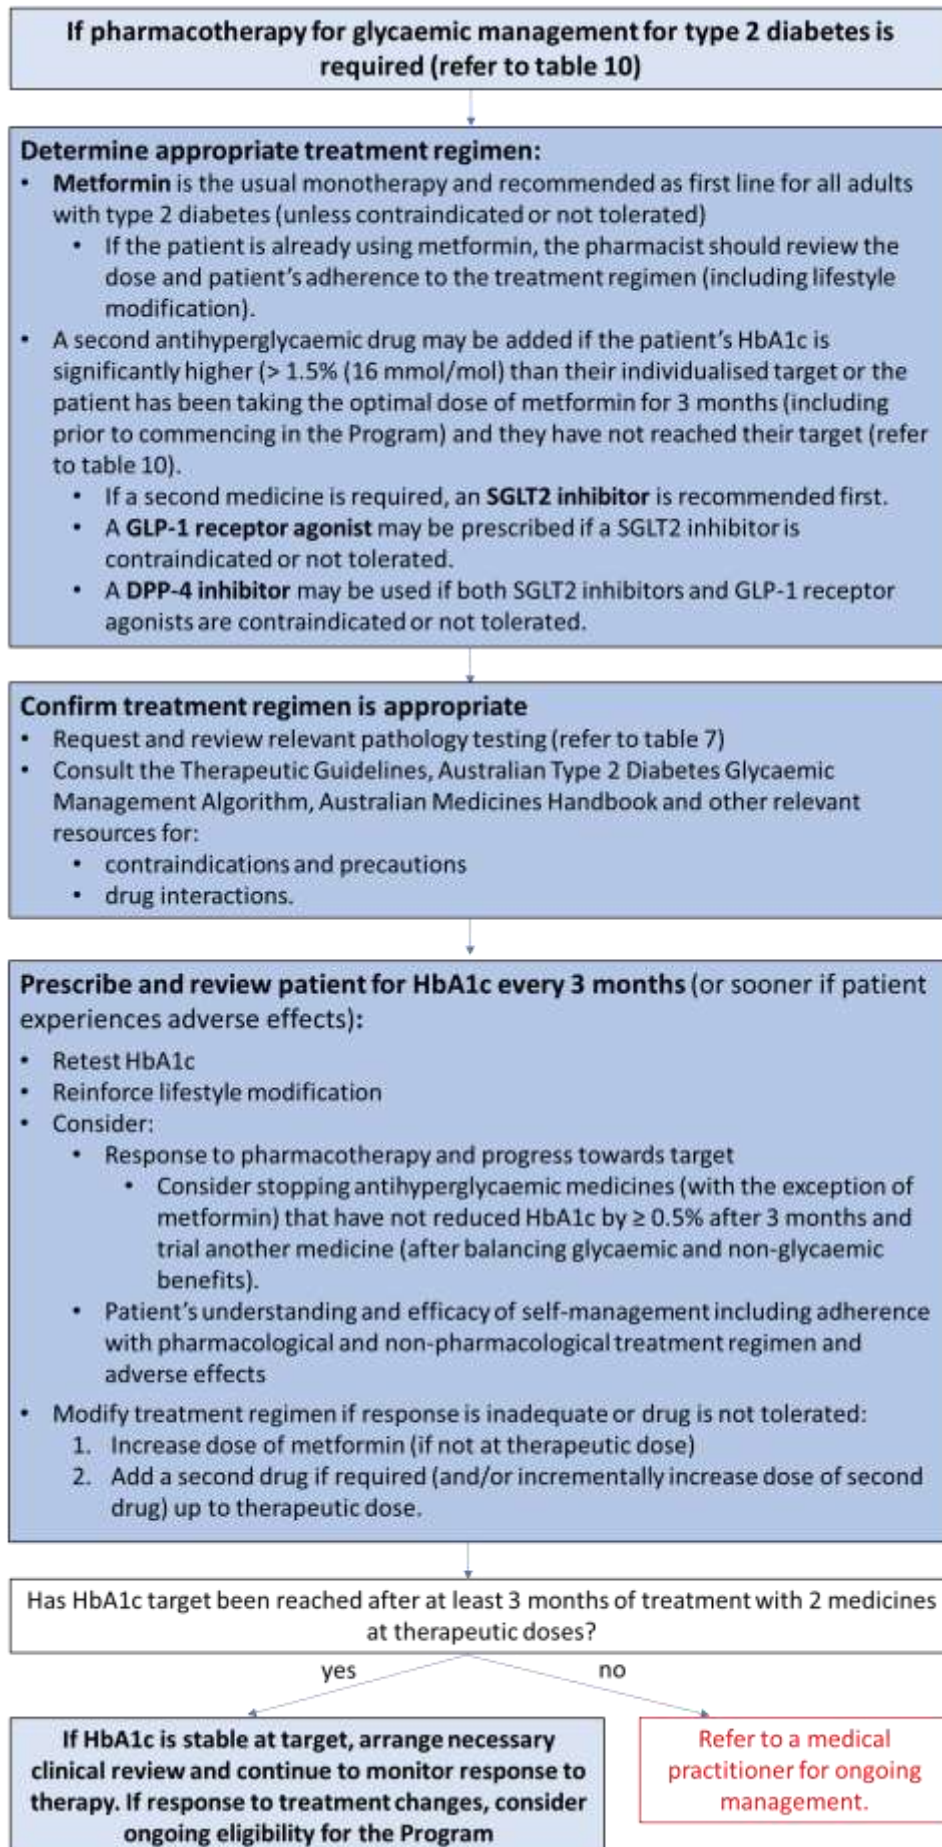 If pharmacotherapy for glycaemic management for type 2 diabetes is
required (refer to table 10)
Determine appropriate treatment regimen:
• Metformin is the usual monotherapy and recommended as first line for all adults
with type 2 diabetes (unless contraindicated or not tolerated)
• If the patient is already using metformin, the pharmacist should review the
dose and patient's adherence to the treatment regimen (including lifestyle
modification).
• A second antihyperglycaemic drug may be added if the patient's HbA1c is
significantly higher (> 1.5% (16 mmol/mol) than their individualised target or the
patient has been taking the optimal dose of metformin for 3 months (including
prior to commencing in the Program) and they have not reached their target (refer
to table 10).
• If a second medicine is required, an SGLT2 inhibitor is recommended first.
• A GLP-1 receptor agonist may be prescribed if a SGLT2 inhibitor is
contraindicated or not tolerated.
• A DPP-4 inhibitor may be used if both SGLT2 inhibitors and GLP-1 receptor
agonists are contraindicated or not tolerated.
Confirm treatment regimen is appropriate
• Request and review relevant pathology testing (refer to table 7)
• Consult the Therapeutic Guidelines, Australian Type 2 Diabetes Glycaemic
Management Algorithm, Australian Medicines Handbook and other relevant
resources for:
• contraindications and precautions
• drug interactions.
Prescribe and review patient for HbA1c every 3 months (or sooner if patient
experiences adverse effects):
• Retest HbA1c
• Reinforce lifestyle modification
• Consider:
• Response to pharmacotherapy and progress towards target
• Consider stopping antihyperglycaemic medicines (with the exception of
metformin) that have not reduced HbA1c by ≥ 0.5% after 3 months and
trial another medicine (after balancing glycaemic and non-glycaemic
benefits).
• Patient's understanding and efficacy of self-management including adherence
with pharmacological and non-pharmacological treatment regimen and
adverse effects
• Modify treatment regimen if response is inadequate or drug is not tolerated:
1. Increase dose of metformin (if not at therapeutic dose)
2. Add a second drug if required (and/or incrementally increase dose of second
drug) up to therapeutic dose.
Has HbA1c target been reached after at least 3 months of treatment with 2 medicines
at therapeutic doses?
yes
no
If HbA1c is stable at target, arrange necessary
clinical review and continue to monitor response to
therapy. If response to treatment changes, consider
ongoing eligibility for the Program
Refer to a medical
practitioner for ongoing
management.